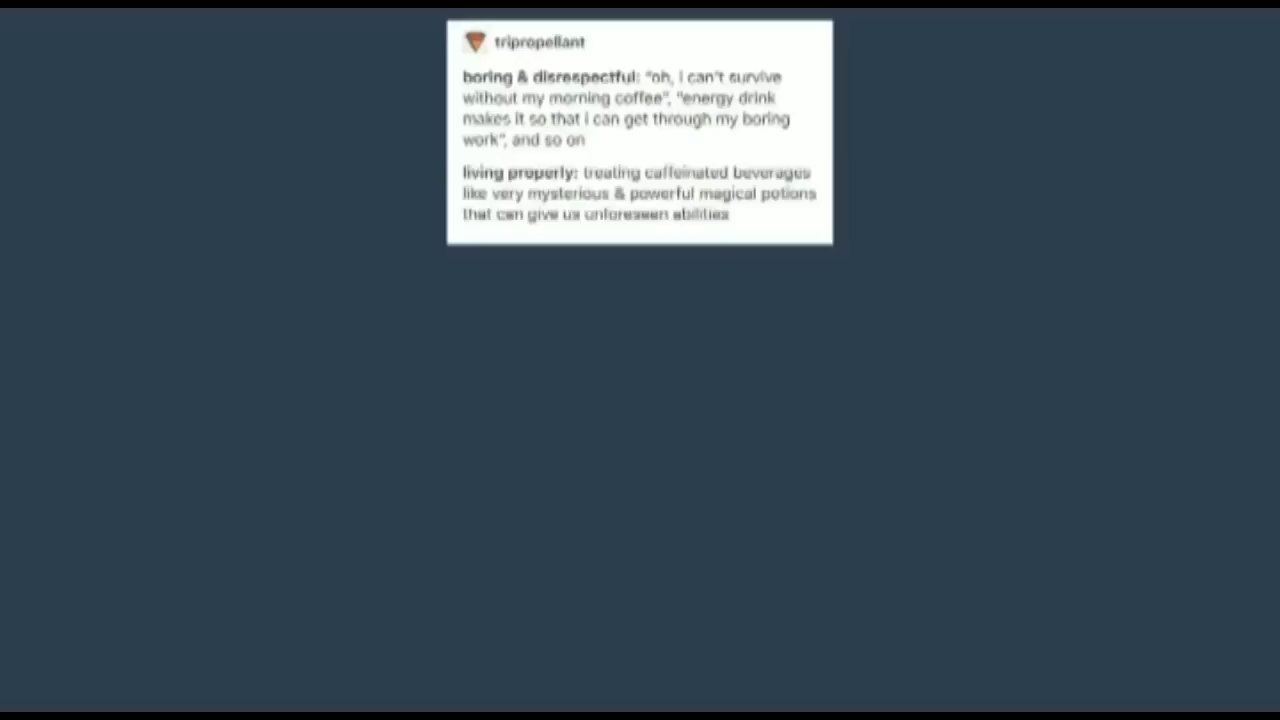 tripropellant
boring & disrespectful: "oh, i can't survive
without my morning coffee", "energy drink
makes it so that i can get through my boring
work", and so on
living properly: treating caffeinated beverages
like very mysterious & powerful magical potions
that can give us unforeseen abilities